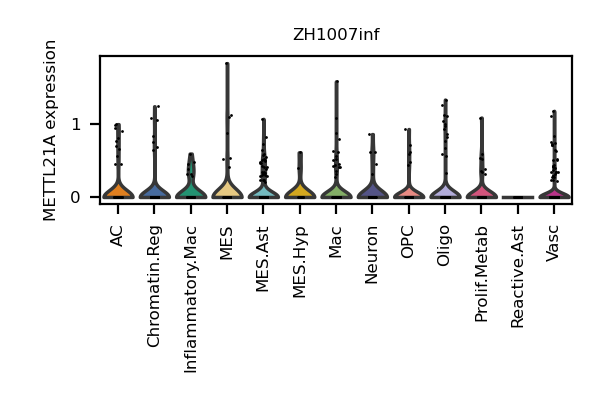 ZH1007inf
METTL21A expression
1
0
AC
Chromatin.Reg
Inflammatory.Mac
MES
MES.Ast
MES.Hyp
Mac
Neuron
OPC
Oligo
Prolif.Metab
Reactive.Ast
Vasc